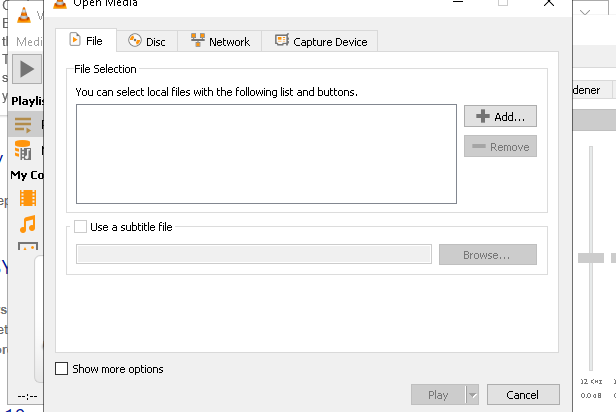 Open Media
File
Disc
Network
Capture Device
File Selection
You can select local files with the following list and buttons.
Add...
Remove
Use a subtitle file
Browse...
Show more options
Play
Cancel
Medi
Playlis
My Co
--:--
dener
12 KHz
0.0 dB